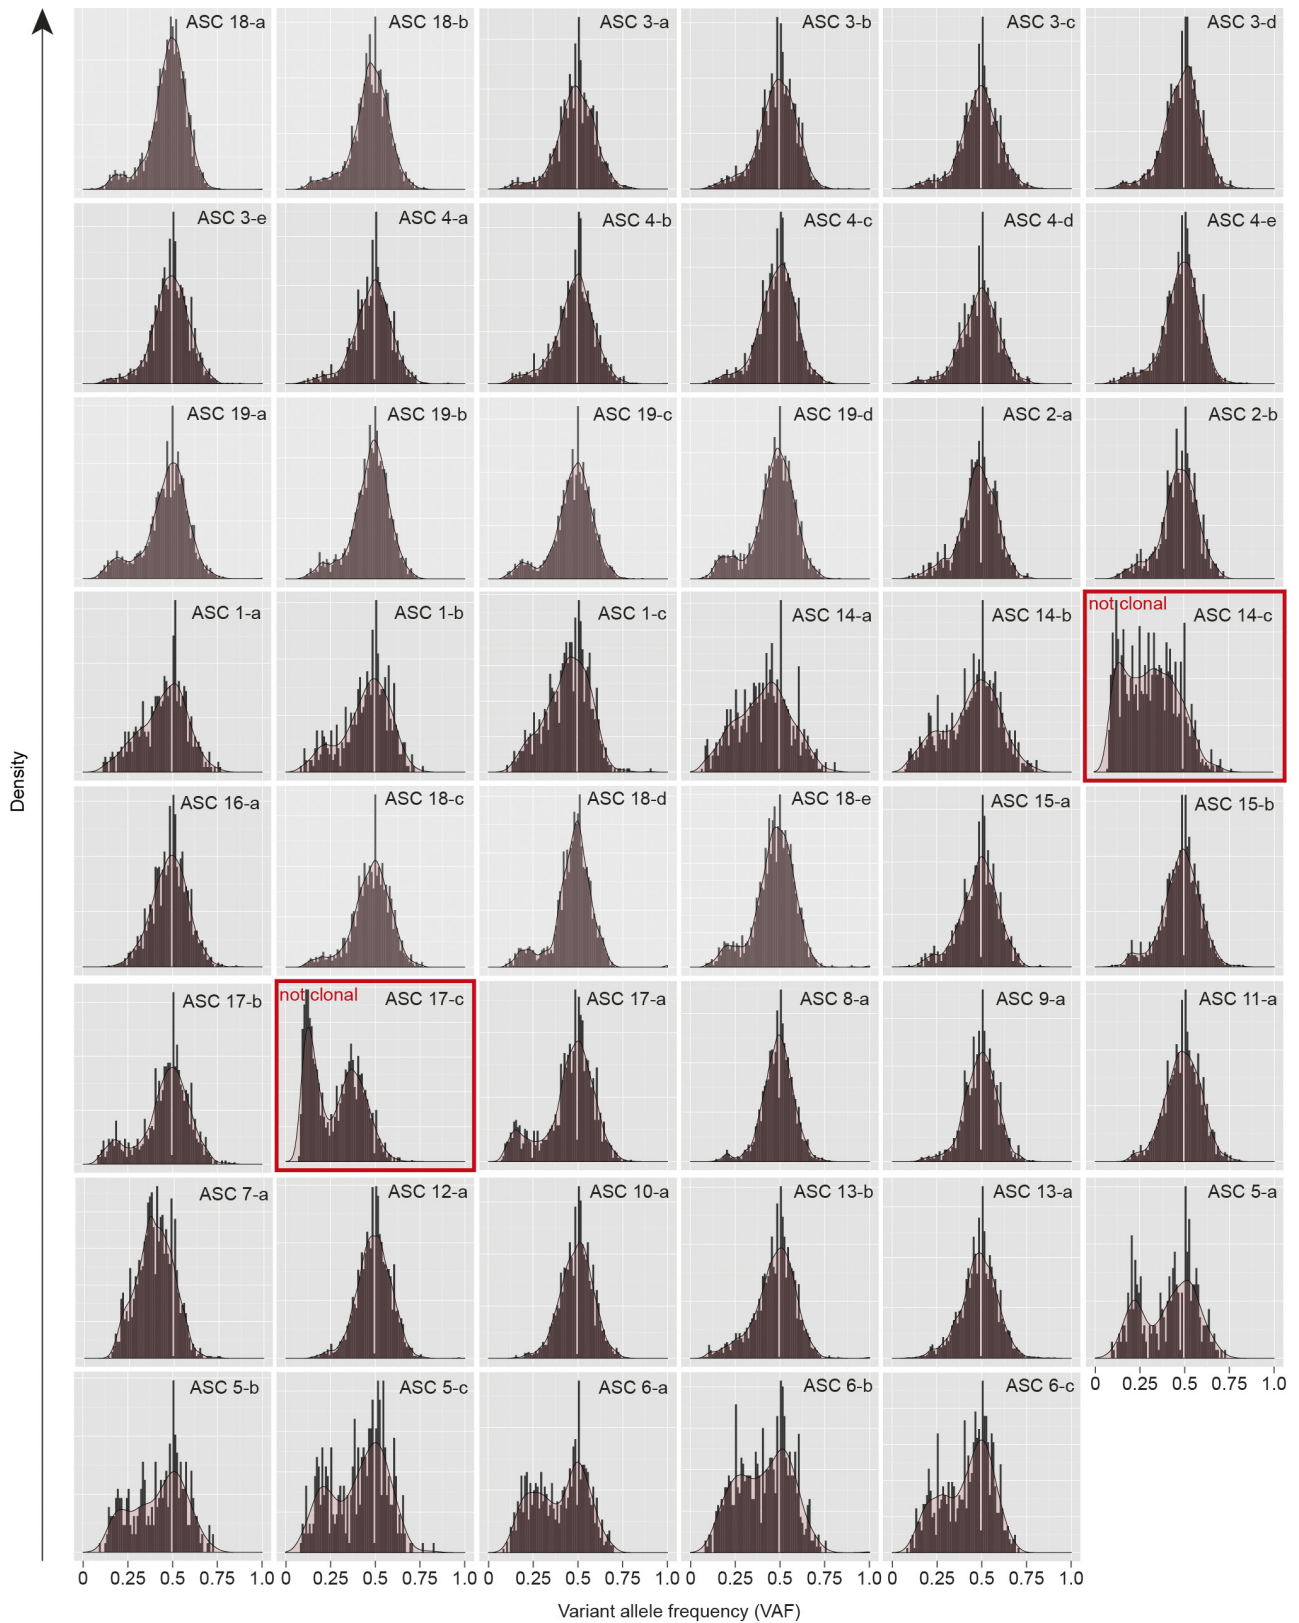 ASC 18-a
ASC 18-b
ASC 3-a
ASC 3-b
ASC 3-c
ASC 3-d
ASC 3-e
ASC 4-a
ASC 4-b
ASC 4-c
ASC 4-d
ASC 4-e
ASC 19-a
ASC 19-b
ASC 19-c
ASC 19-d
ASC 2-a
ASC 2-b
ASC 1-a
ASC 1-b
ASC 1-c
ASC 14-a
ASC 14-b
not clonal
ASC 14-c
Density
ASC 16-a
ASC 18-c
ASC 18-d
ASC 18-e
ASC 15-a
ASC 15-b
ASC 17-b
not clonal
ASC 17-c
ASC 17-a
ASC 8-a
ASC 9-a
ASC 11-a
ASC 7-a
ASC 12-a
ASC 10-a
ASC 13-b
ASC 13-a
ASC 5-a
0 0.25 0.5 0.75 1.0
ASC 5-b
ASC 5-c
ASC 6-a
ASC 6-b
ASC 6-c
0 0.25 0.5 0.75 1.0 0 0.25 0.5 0.75 1.0 0 0.25 0.5 0.75 1.0 0 0.25 0.5 0.75 1.0 0 0.25 0.5 0.75 1.0
Variant allele frequency (VAF)